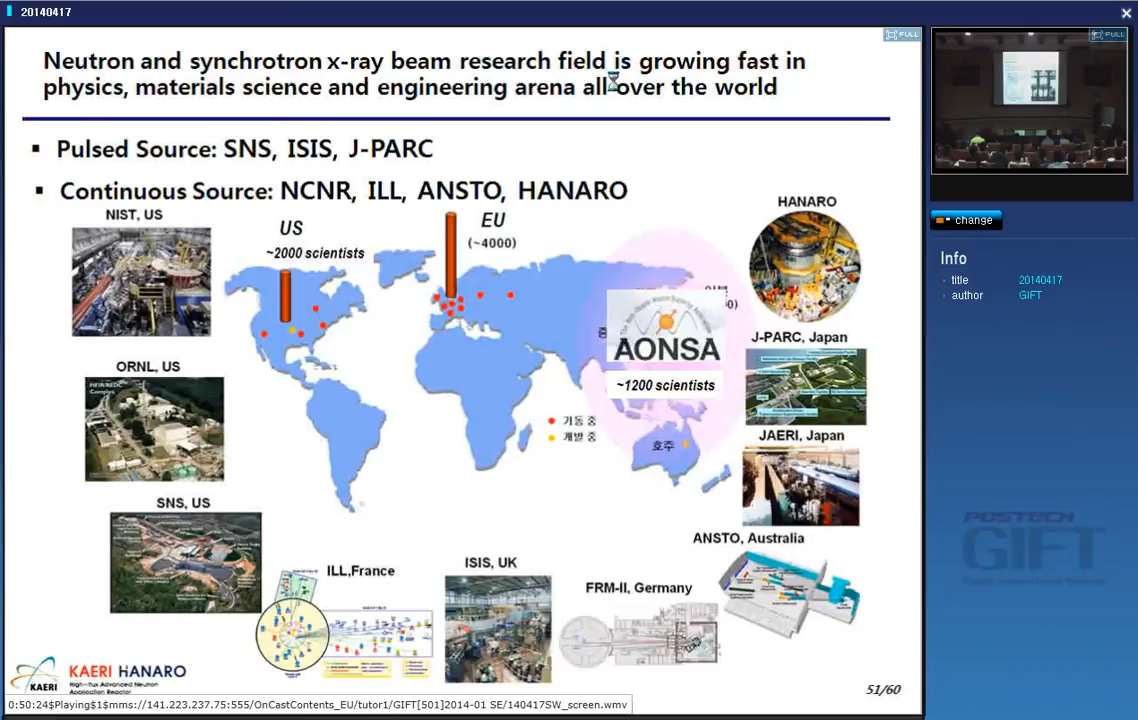 20140417
FULL
Neutron and synchrotron x-ray beam research field is growing fast in
physics, materials science and engineering arena all over the world
▪ Pulsed Source: SNS, ISIS, J-PARC
▪ Continuous Source: NCNR, ILL, ANSTO, HANARO
NIST, US
US
~2000 scientists
EU
(~4000)
HANARO
AONSA
~1200 scientists
J-PARC, Japan
ORNL, US
가동 중
개발 중
호주
JAERI, Japan
SNS, US
ANSTO, Australia
ILL,France
ISIS, UK
FRM-II, Germany
KAERI
KAERI HANARO
High-flux Advanced Neutron
Application Reactor
51/60
0:50:24$Playing$1$mms://141.223.237.75:555/OnCastContents_EU/tutor1/GIFT[501]2014-01 SE/140417SW_screen.wmv
FULL
change
Info
title 20140417
author GIFT
POSTECH
GIFT